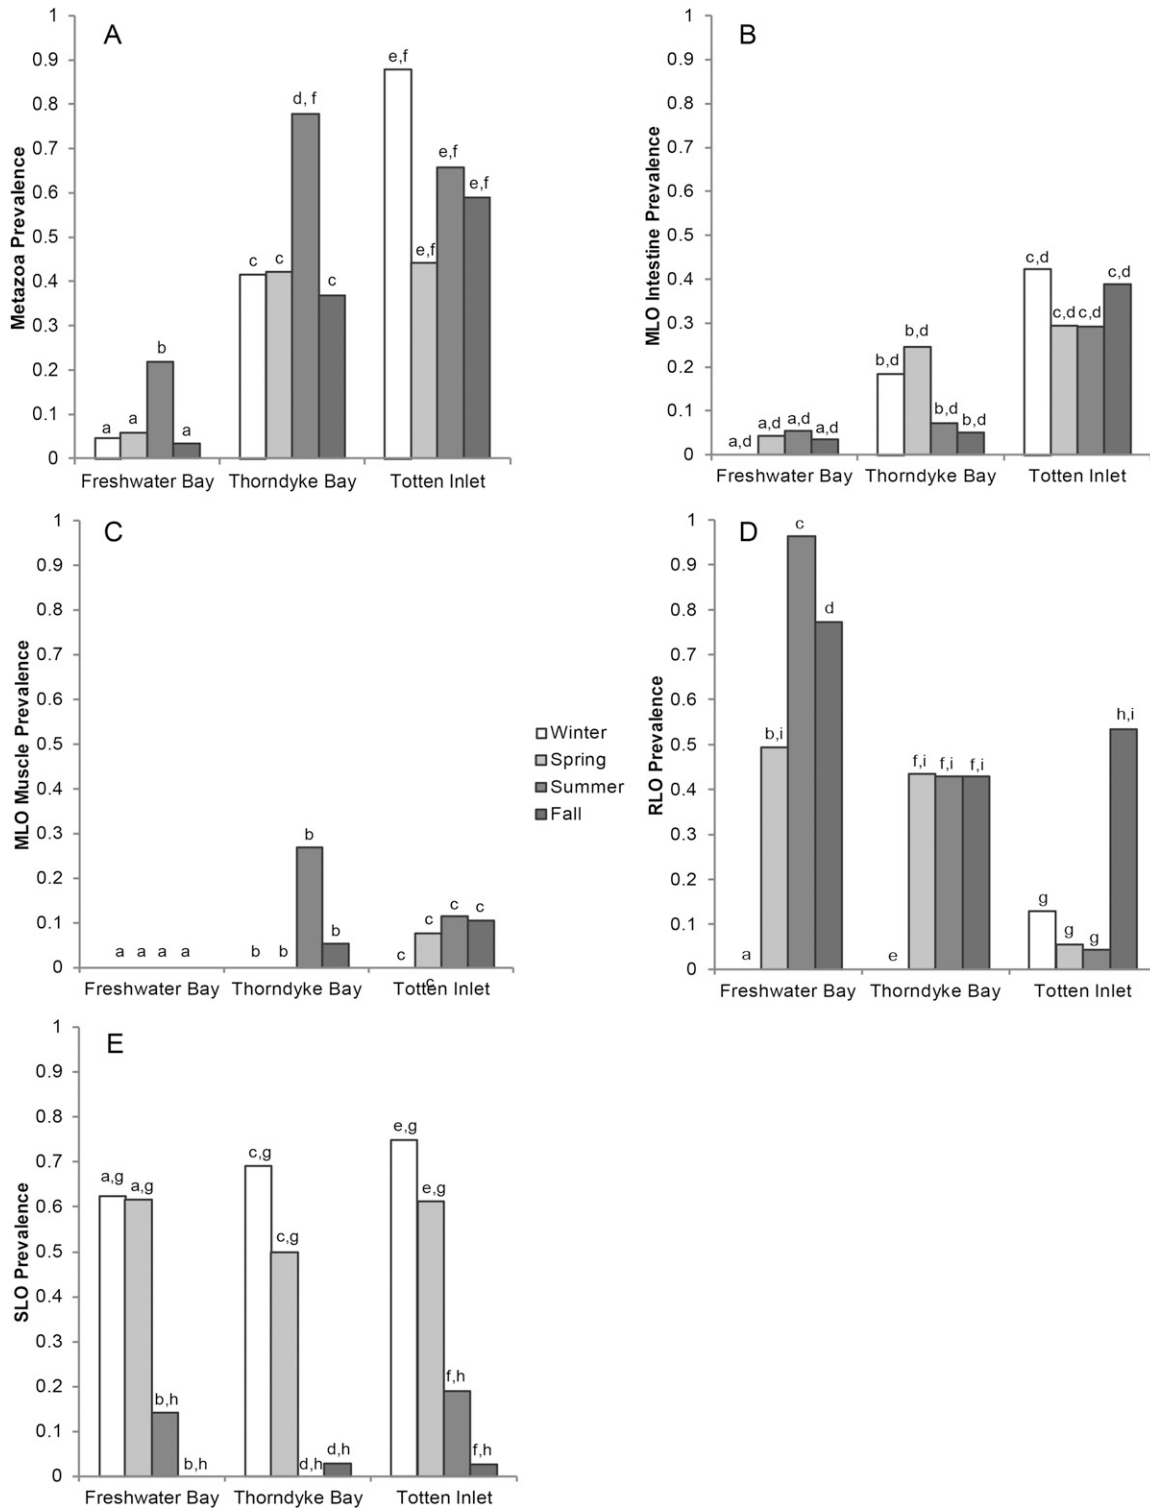 A
Metazoa Prevalence
1
0.9
0.8
0.7
0.6
0.5
0.4
0.3
0.2
0.1
0
a
a
b
a
c
c
d, f
c
e,f
e,f
e,f
e,f
Freshwater Bay
Thorndyke Bay
Totten Inlet
B
MLO Intestine Prevalence
1
0.9
0.8
0.7
0.6
0.5
0.4
0.3
0.2
0.1
0
a,d
a,d
a,d
a,d
b,d
b,d
b,d
b,d
c,d
c,d
c,d
c,d
Freshwater Bay
Thorndyke Bay
Totten Inlet
C
MLO Muscle Prevalence
1
0.9
0.8
0.7
0.6
0.5
0.4
0.3
0.2
0.1
0
a
a
a
a
b
b
b
b
c
c
c
c
c
Freshwater Bay
Thorndyke Bay
Totten Inlet
Winter
Spring
Summer
Fall
D
RLO Prevalence
1
0.9
0.8
0.7
0.6
0.5
0.4
0.3
0.2
0.1
0
a
b,i
c
d
e
f,i
f,i
f,i
g
g
g
h,i
Freshwater Bay
Thorndyke Bay
Totten Inlet
E
SLO Prevalence
1
0.9
0.8
0.7
0.6
0.5
0.4
0.3
0.2
0.1
0
a,g
a,g
b,h
b,h
c,g
c,g
d,h
d,h
e,g
e,g
f,h
f,h
Freshwater Bay
Thorndyke Bay
Totten Inlet